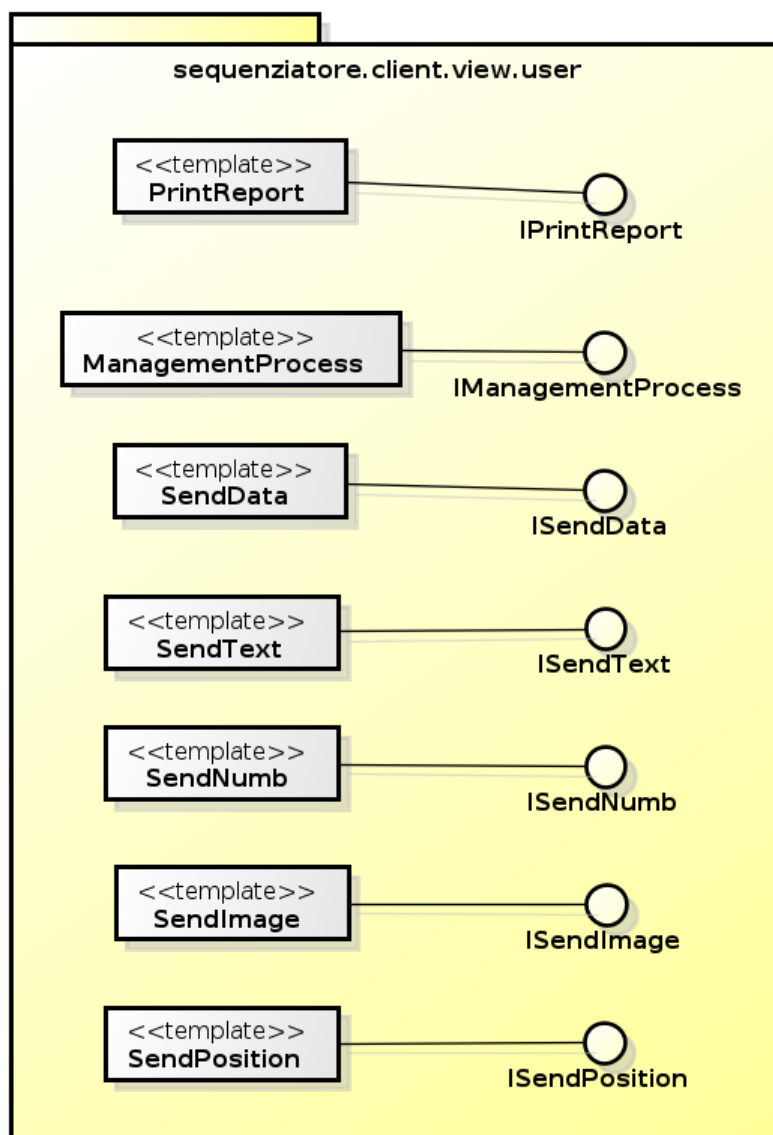 sequenziatore.client.view.user
<<template>>
PrintReport
IPrintReport
<<template>>
ManagementProcess
IManagementProcess
<<template>>
SendData
ISendData
<<template>>
SendText
ISendText
<<template>>
SendNumb
ISendNumb
<<template>>
SendImage
ISendImage
<<template>>
SendPosition
ISendPosition